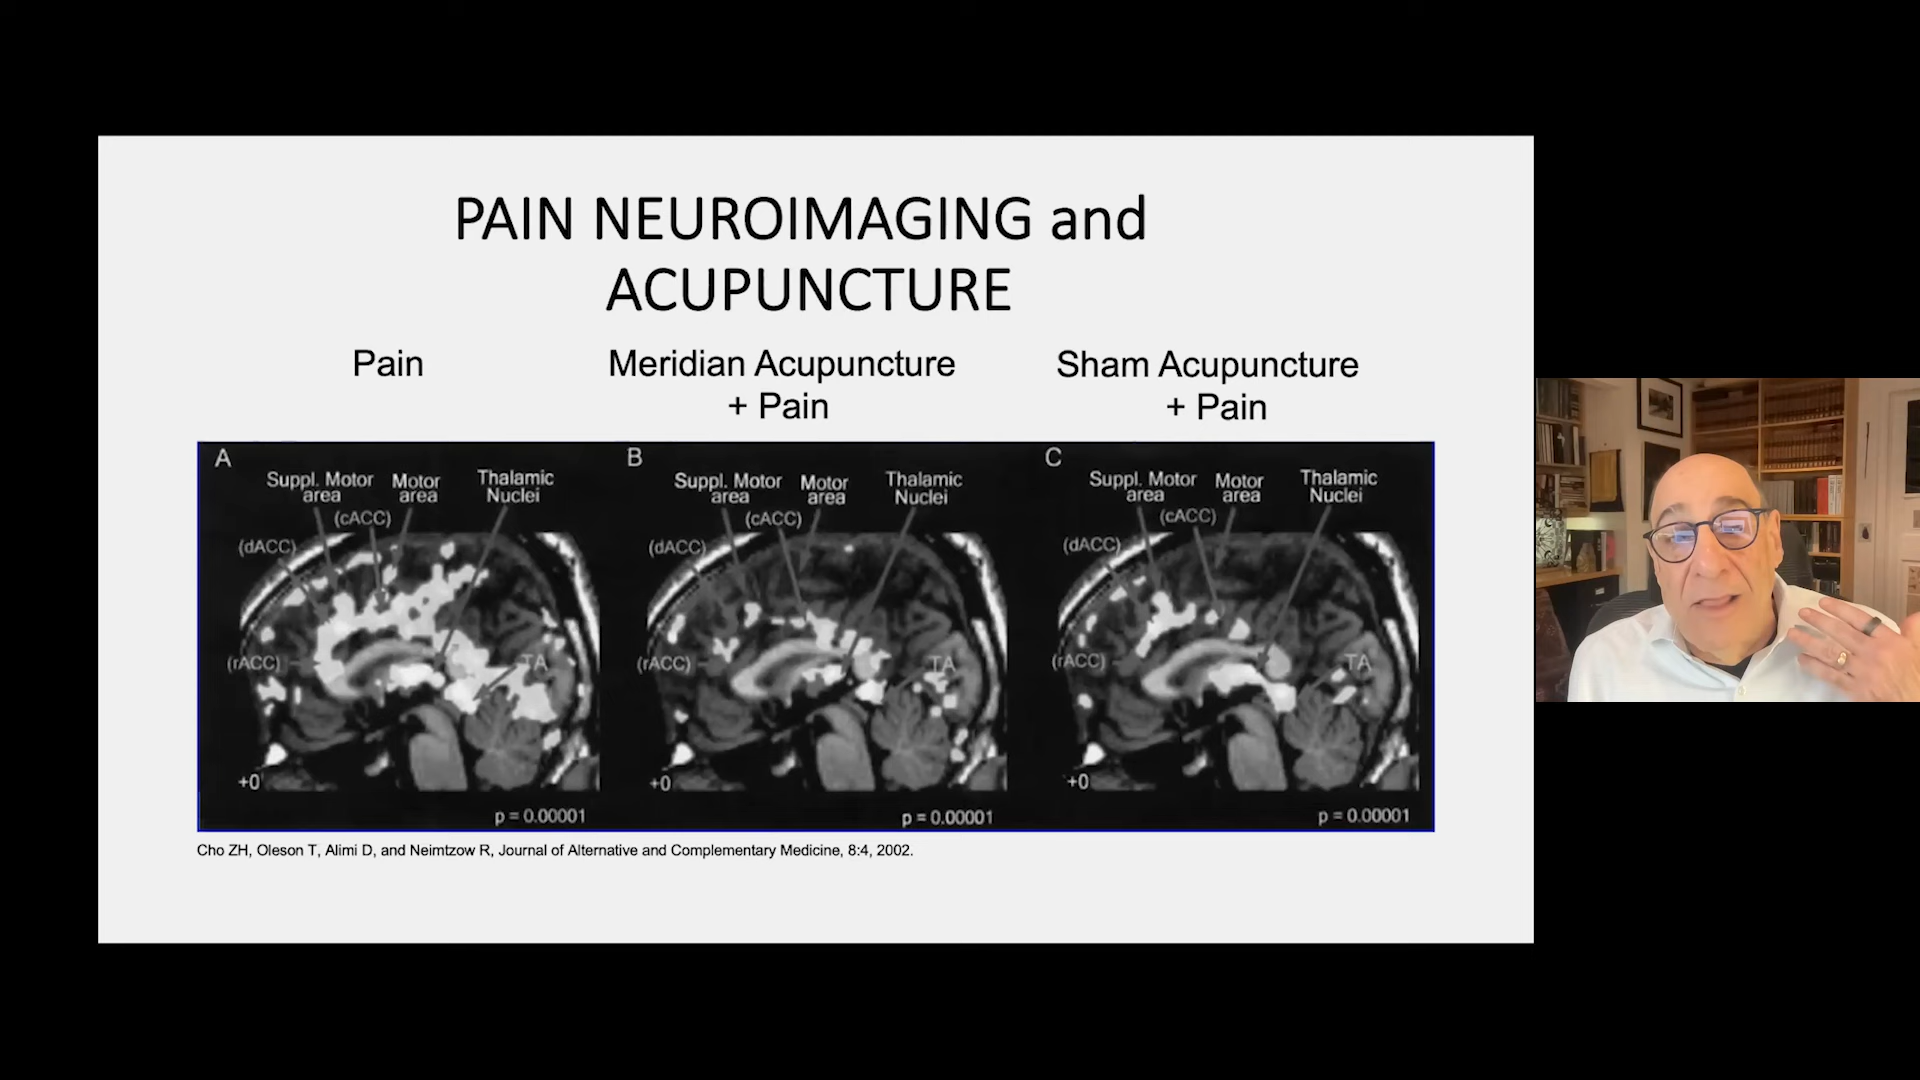 PAIN NEUROIMAGING and
ACUPUNCTURE
Pain
Meridian Acupuncture
+ Pain
Sham Acupuncture
+ Pain
A
Suppl. Motor
area
Motor
area
Thalamic
Nuclei
(cACC)
(dACC)
(rACC)
TA
+0
p = 0.00001
B
Suppl. Motor
area
Motor
area
Thalamic
Nuclei
(cACC)
(dACC)
(rACC)
TA
+0
p = 0.00001
C
Suppl. Motor
area
Motor
area
Thalamic
Nuclei
(cACC)
(dACC)
(rACC)
TA
+0
p = 0.00001
Cho ZH, Oleson T, Alimi D, and Neimtzow R, Journal of Alternative and Complementary Medicine, 8:4, 2002.